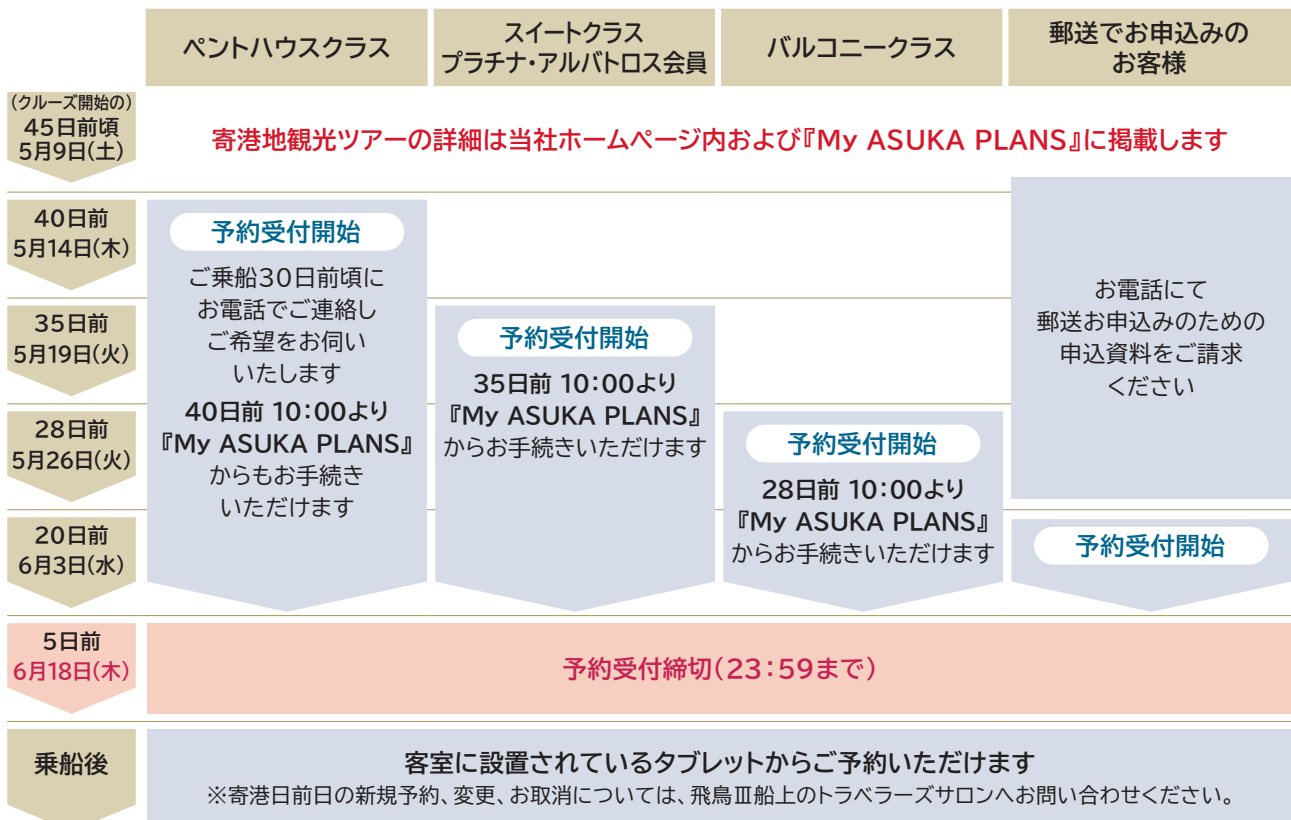 ペントハウスクラス
スイートクラス
プラチナ・アルバトロス会員
バルコニークラス
郵送でお申込みの
お客様
(クルーズ開始の)
45日前頃
5月9日(土)
寄港地観光ツアーの詳細は当社ホームページ内および『My ASUKA PLANS』に掲載します
40日前
5月14日(木)
35日前
5月19日(火)
28日前
5月26日(火)
20日前
6月3日(水)
予約受付開始
ご乗船30日前頃に
お電話でご連絡し
ご希望をお伺い
いたします
40日前 10:00より
『My ASUKA PLANS』
からもお手続き
いただけます
予約受付開始
35日前 10:00より
『My ASUKA PLANS』
からお手続きいただけます
予約受付開始
28日前 10:00より
『My ASUKA PLANS』
からお手続きいただけます
お電話にて
郵送お申込みのための
申込資料をご請求
ください
予約受付開始
5日前
6月18日(木)
予約受付締切(23:59まで)
乗船後
客室に設置されているタブレットからご予約いただけます
※寄港日前日の新規予約、変更、お取消については、飛鳥Ⅲ船上のトラベラーズサロンへお問い合わせください。